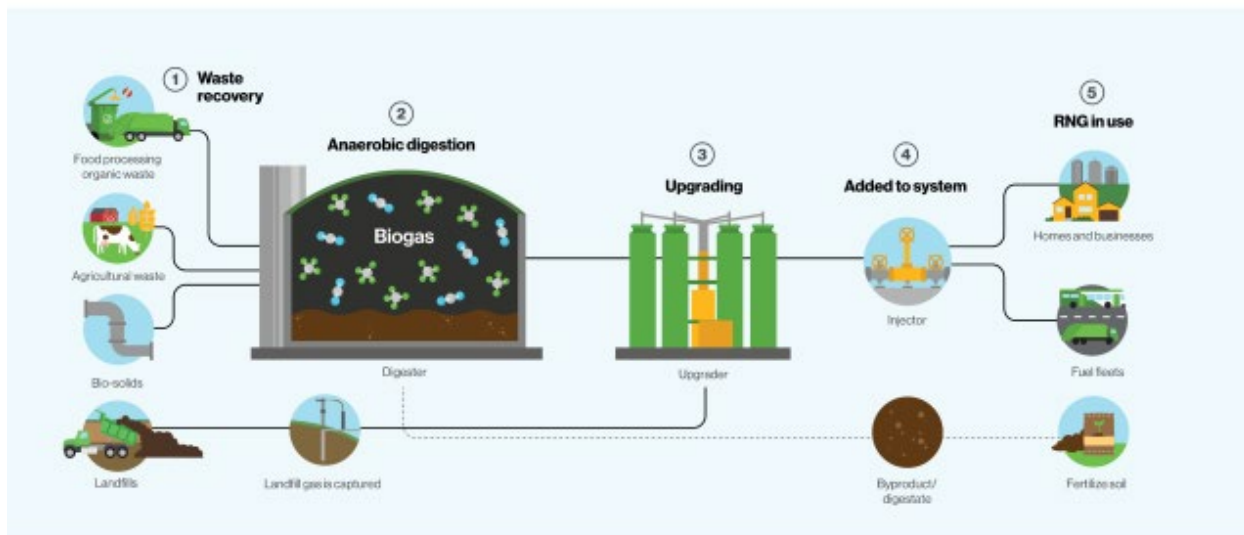 1
Waste
recovery
Food processing
organic waste
Agricultural waste
Bio-solids
Landfills
Landfill gas is captured
2
Anaerobic digestion
Biogas
Digester
3
Upgrading
Upgrader
4
Added to system
Injector
Byproduct/
digestate
5
RNG in use
Homes and businesses
Fuel fleets
Fertilize soil